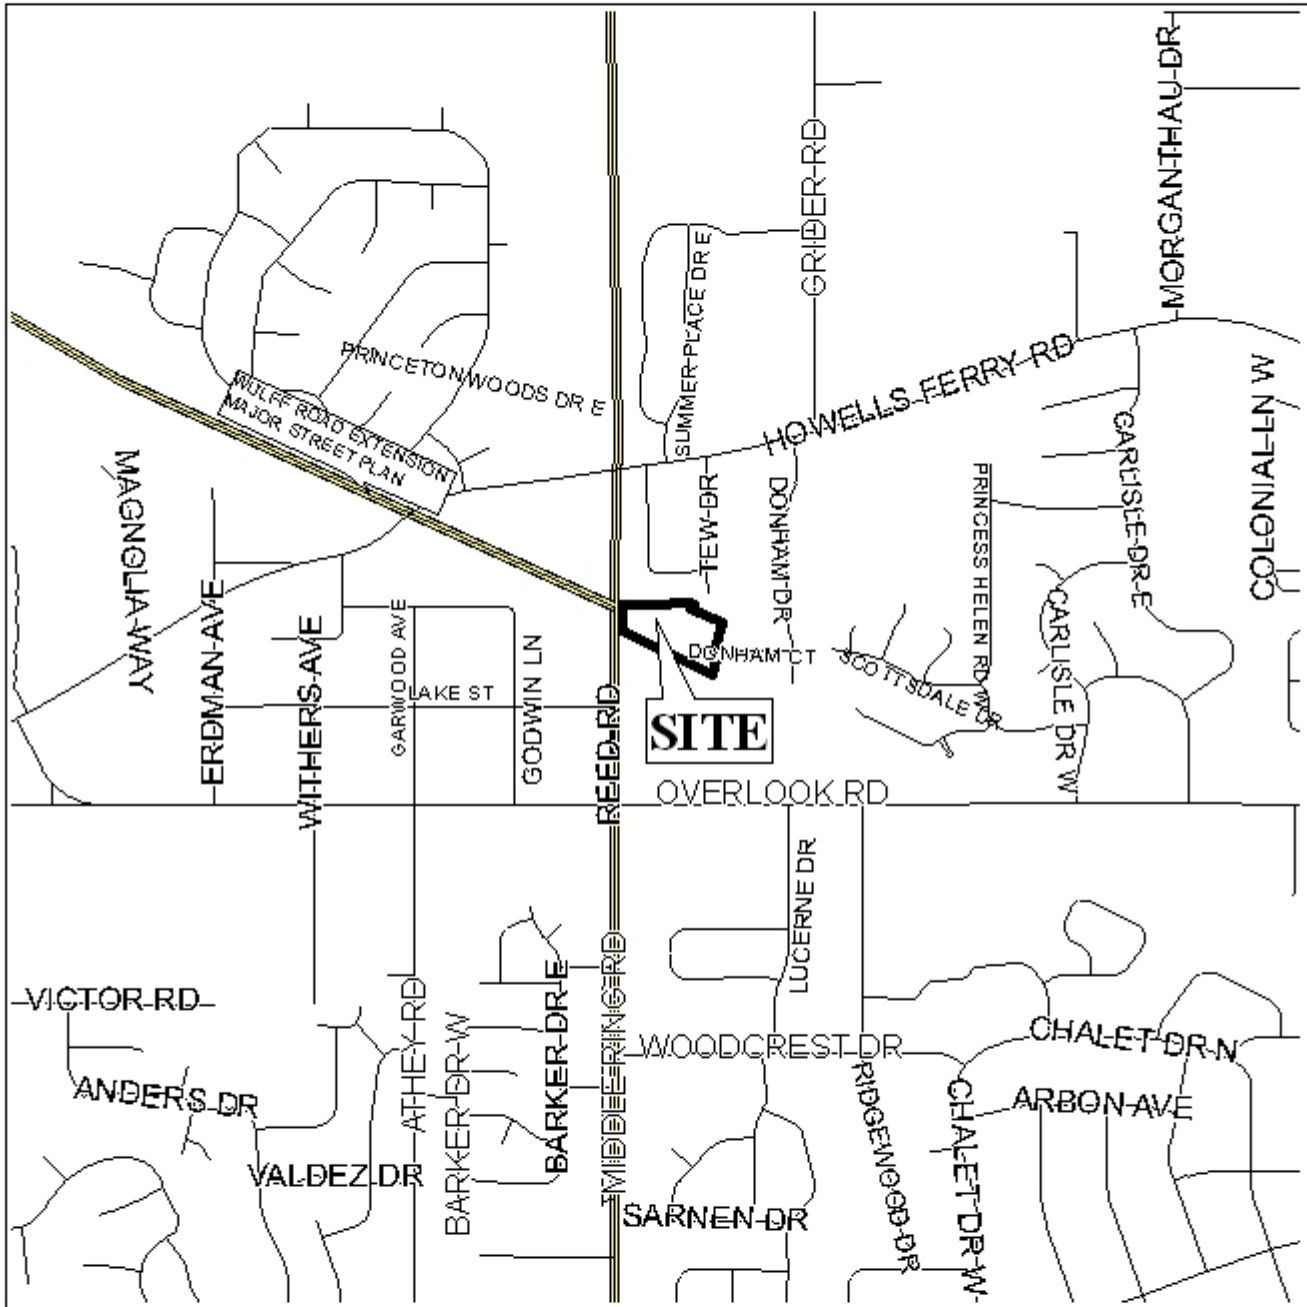 MORGANTHAU DR
GRIDER RD
SUMMER PLACE DR E
PRINCETON WOODS DR E
HOWELLS FERRY RD
COLONIAL LN W
WULFF ROAD EXTENSION
MAJOR STREET PLAN
MAGNOLIA WAY
TEW DR
DONHAM DR
PRINCESS HELEN RD W
CARLISLE DR E
CARLISLE DR W
ERDMAN AVE
WITHERS AVE
GARWOOD AVE
LAKE ST
GODWIN LN
REED RD
DONHAM CT
SCOTTSDALE DR
SITE
OVERLOOK RD
LUCERNE DR
VICTOR RD
ATHEY RD
BARKER DR W
BARKER DR E
MIDDLE RING RD
WOODCREST DR
CHALET DR N
ANDERS DR
ARBON AVE
VALDEZ DR
RIDGEWOOD DR
CHALET DR W
SARNEN DR